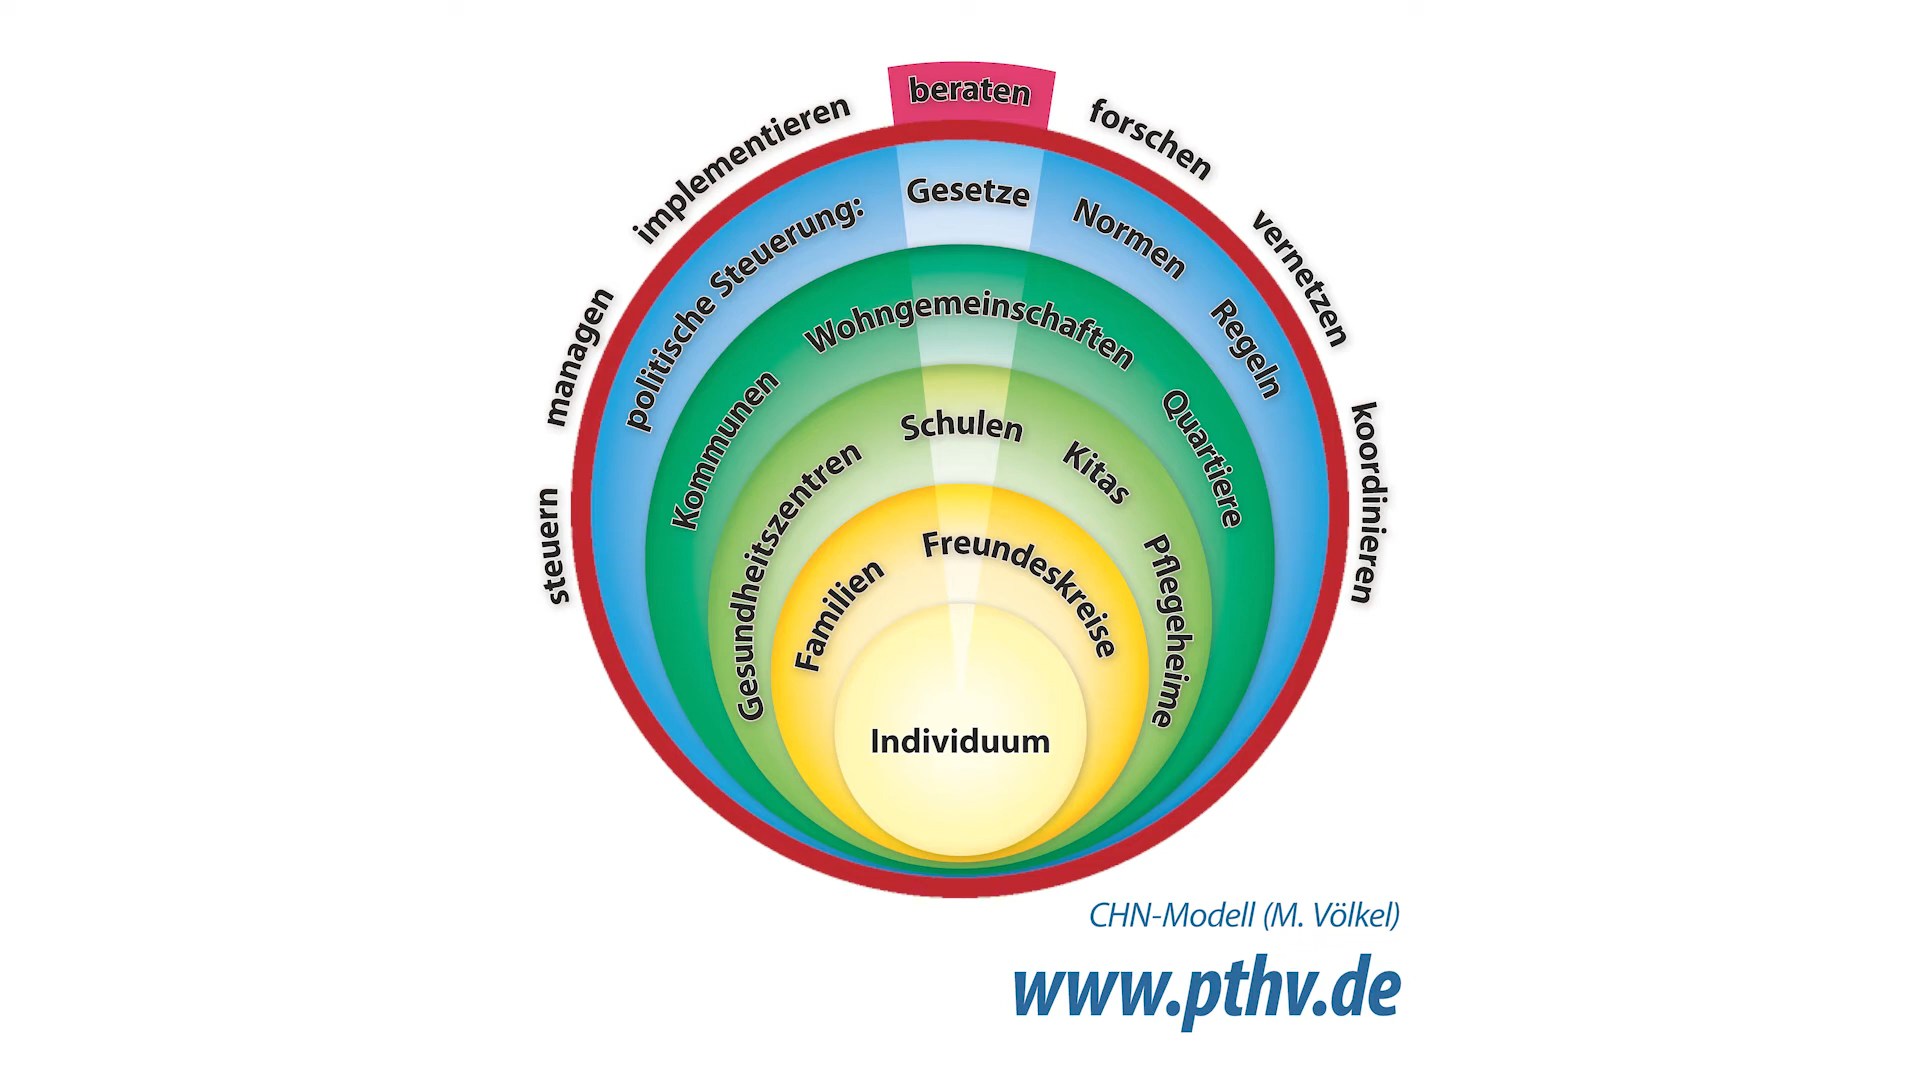 steuern
managen
implementieren
beraten
forschen
vernetzen
koordinieren
politische Steuerung:
Gesetze
Normen
Regeln
Kommunen
Wohngemeinschaften
Quartiere
Gesundheitszentren
Schulen
Kitas
Pflegeheime
Familien
Freundeskreise
Individuum
CHN-Modell (M. Völkel)
www.pthv.de